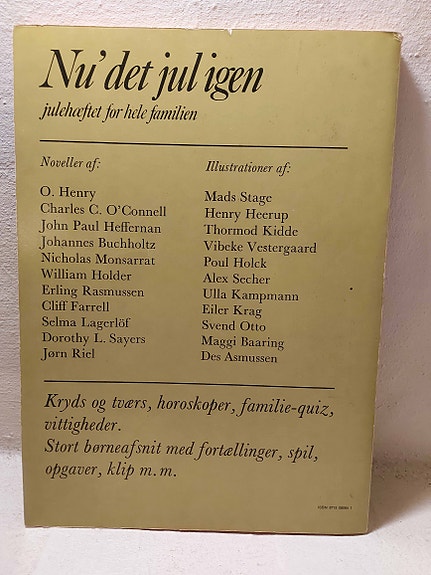 Nu' det jul igen
julehæftet for hele familien
Noveller af:
O. Henry
Charles C. O'Connell
John Paul Heffernan
Johannes Buchholtz
Nicholas Monsarrat
William Holder
Erling Rasmussen
Cliff Farrell
Selma Lagerlöf
Dorothy L. Sayers
Jørn Riel
Illustrationer af:
Mads Stage
Henry Heerup
Thormod Kidde
Vibeke Vestergaard
Poul Holck
Alex Secher
Ulla Kampmann
Eiler Krag
Svend Otto
Maggi Baaring
Des Asmussen
Kryds og tværs, horoskoper, familie-quiz,
vittigheder.
Stort børneafsnit med fortællinger, spil,
opgaver, klip m.m.
ISBN